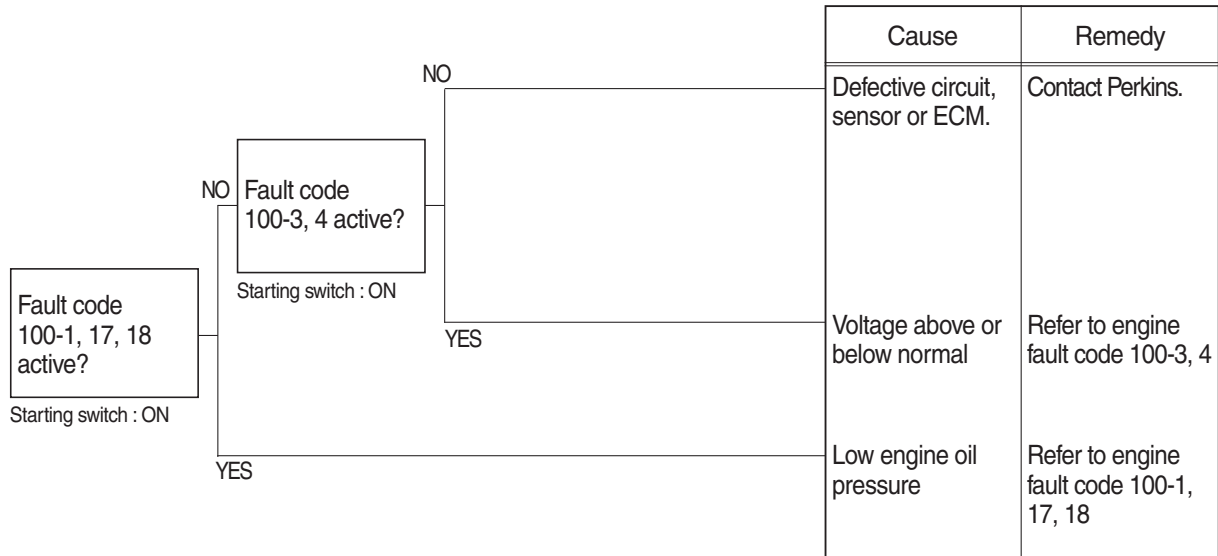 Cause
Remedy
NO
Defective circuit,
sensor or ECM.
Contact Perkins.
NO
Fault code
100-3, 4 active?
Starting switch : ON
Fault code
100-1, 17, 18
active?
Starting switch : ON
YES
Voltage above or
below normal
Refer to engine
fault code 100-3, 4
YES
Low engine oil
pressure
Refer to engine
fault code 100-1,
17, 18